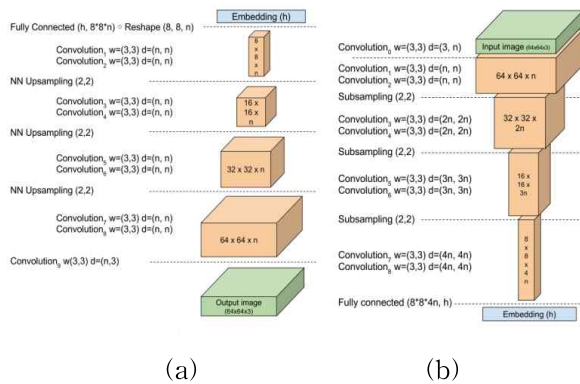 Embedding (h)
Fully Connected (h, 8*8*n) ○ Reshape (8, 8, n)
Convolution₁ w=(3,3) d=(n, n)
Convolution₂ w=(3,3) d=(n, n)
8
x
8
x
n
NN Upsampling (2,2)
Convolution₃ w=(3,3) d=(n, n)
Convolution₄ w=(3,3) d=(n, n)
16 x
16 x
n
NN Upsampling (2,2)
Convolution₅ w=(3,3) d=(n, n)
Convolution₆ w=(3,3) d=(n, n)
32 x 32 x n
NN Upsampling (2,2)
Convolution₇ w=(3,3) d=(n, n)
Convolution₈ w=(3,3) d=(n, n)
64 x 64 x n
Convolution₉ w(3,3) d=(n,3)
Output image
(64x64x3)
(a)
Input image (64x64x3)
Convolution₀ w=(3,3) d=(3, n)
Convolution₁ w=(3,3) d=(n, n)
Convolution₂ w=(3,3) d=(n, n)
64 x 64 x n
Subsampling (2,2)
Convolution₃ w=(3,3) d=(2n, 2n)
Convolution₄ w=(3,3) d=(2n, 2n)
32 x 32 x
2n
Subsampling (2,2)
Convolution₅ w=(3,3) d=(3n, 3n)
Convolution₆ w=(3,3) d=(3n, 3n)
16 x
16 x
3n
Subsampling (2,2)
Convolution₇ w=(3,3) d=(4n, 4n)
Convolution₈ w=(3,3) d=(4n, 4n)
8
x
8
x
4
n
Fully connected (8*8*4n, h)
Embedding (h)
(b)